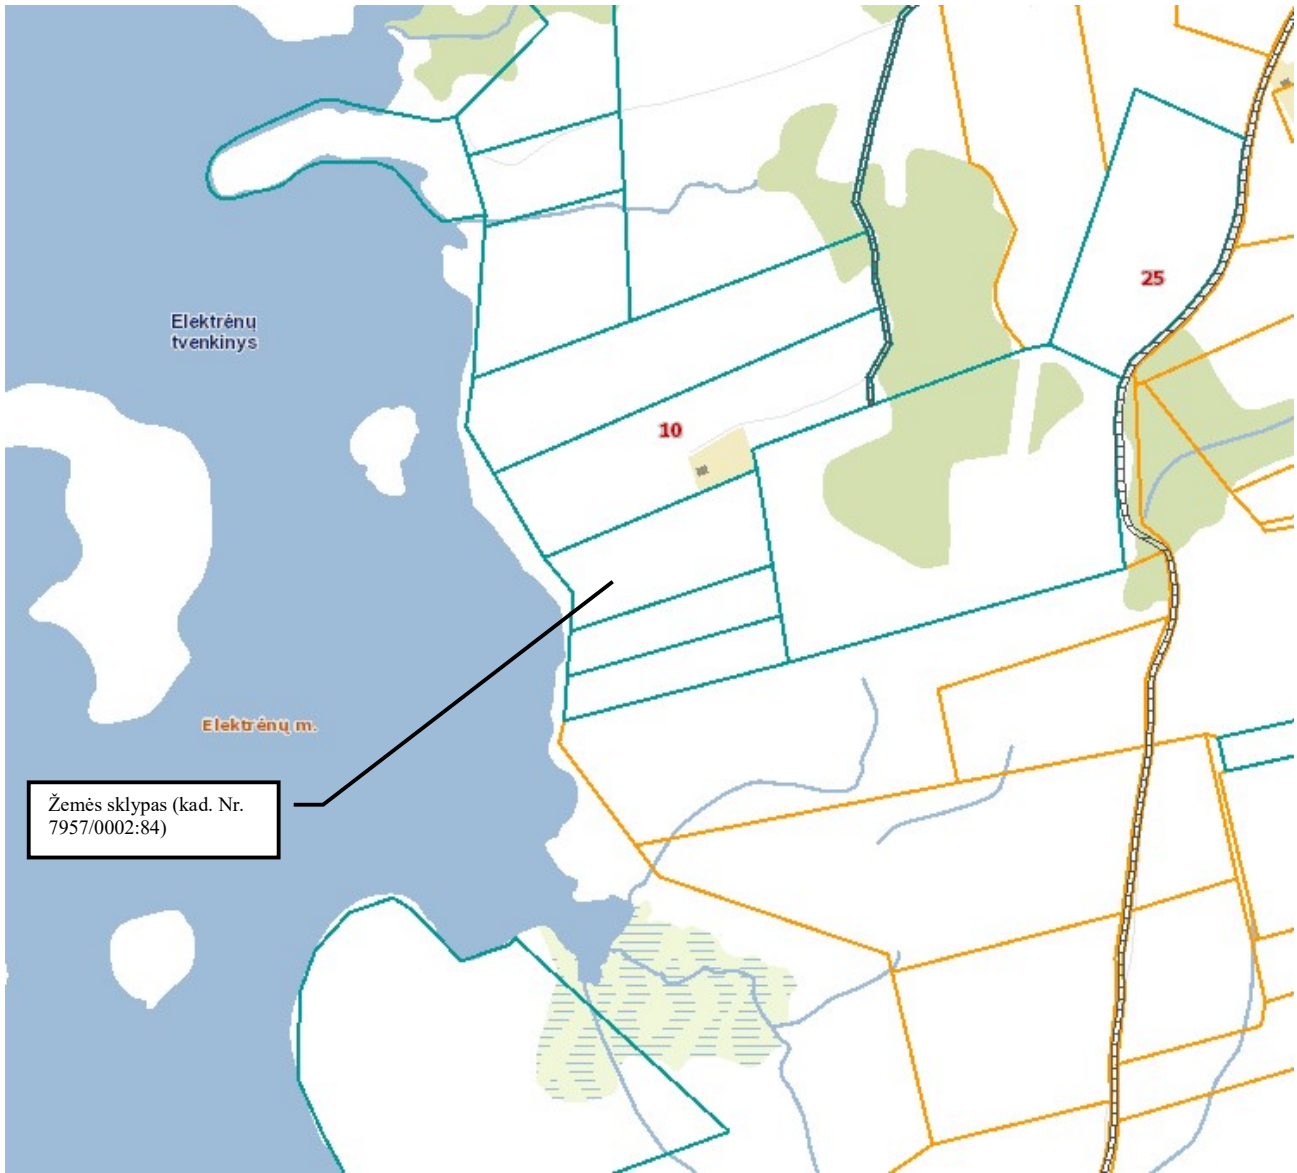 25
Elektrėnų
tvenkinys
10
Elektrėnų m.
Žemės sklypas (kad. Nr.
7957/0002:84)